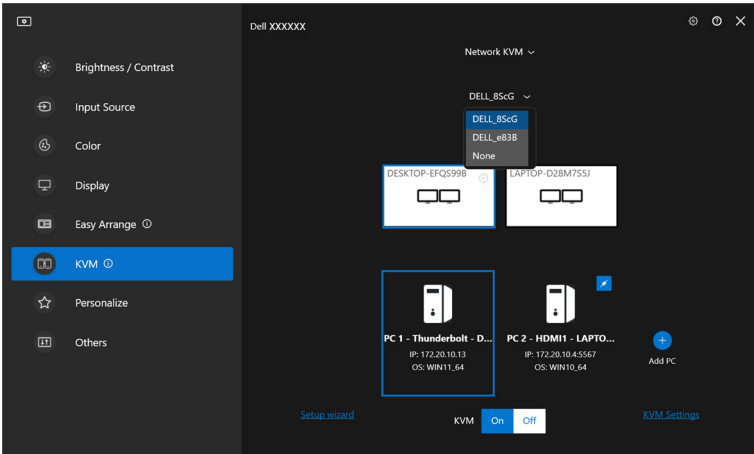 Dell XXXXXX
Brightness / Contrast
Input Source
Color
Display
Easy Arrange
KVM
Personalize
Others
Network KVM
DELL_8ScG
DELL_8ScG
DELL_e83B
None
DESKTOP-EFQS99B
LAPTOP-D28M7S5J
PC 1 - Thunderbolt - D...
IP: 172.20.10.13
OS: WIN11_64
PC 2 - HDMI1 - LAPTO...
IP: 172.20.10.4:5567
OS: WIN10_64
Add PC
Setup wizard
KVM On Off
KVM Settings